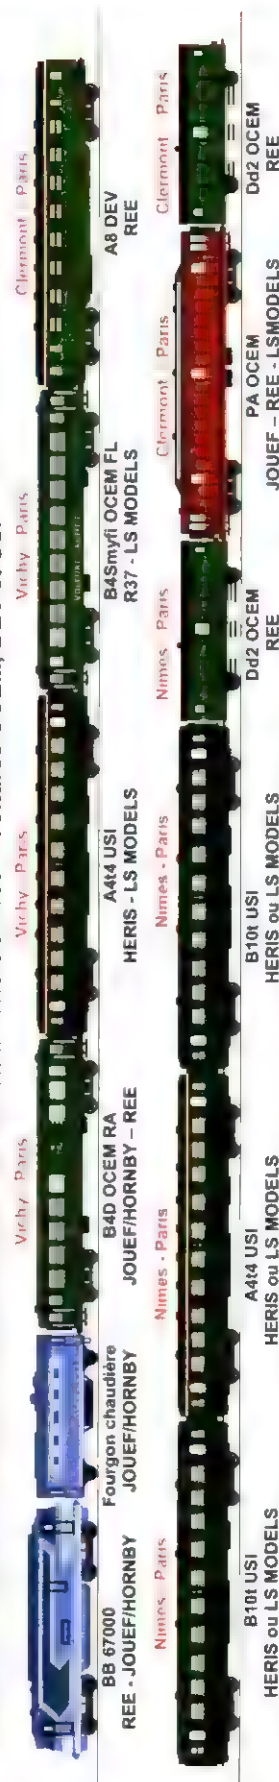 Vichy Paris
Vichy Paris
Vichy Paris
Clermont Paris
BB 67000
REE - JOUEF/HORNBY
Fourgon chaudière
JOUEF/HORNBY
B4D OCEM RA
JOUEF/HORNBY – REE
A4t4 USI
HERIS - LS MODELS
B4Smyfi OCEM FL
R37 - LS MODELS
A8 DEV
REE
Nimes - Paris
Nimes - Paris
Nimes - Paris
Nimes Paris
Clermont Paris
Clermont Paris
B10t USI
HERIS ou LS MODELS
A4t4 USI
HERIS ou LS MODELS
B10t USI
HERIS ou LS MODELS
Dd2 OCEM
REE
PA OCEM
JOUEF – REE - LSMODELS
Dd2 OCEM
REE